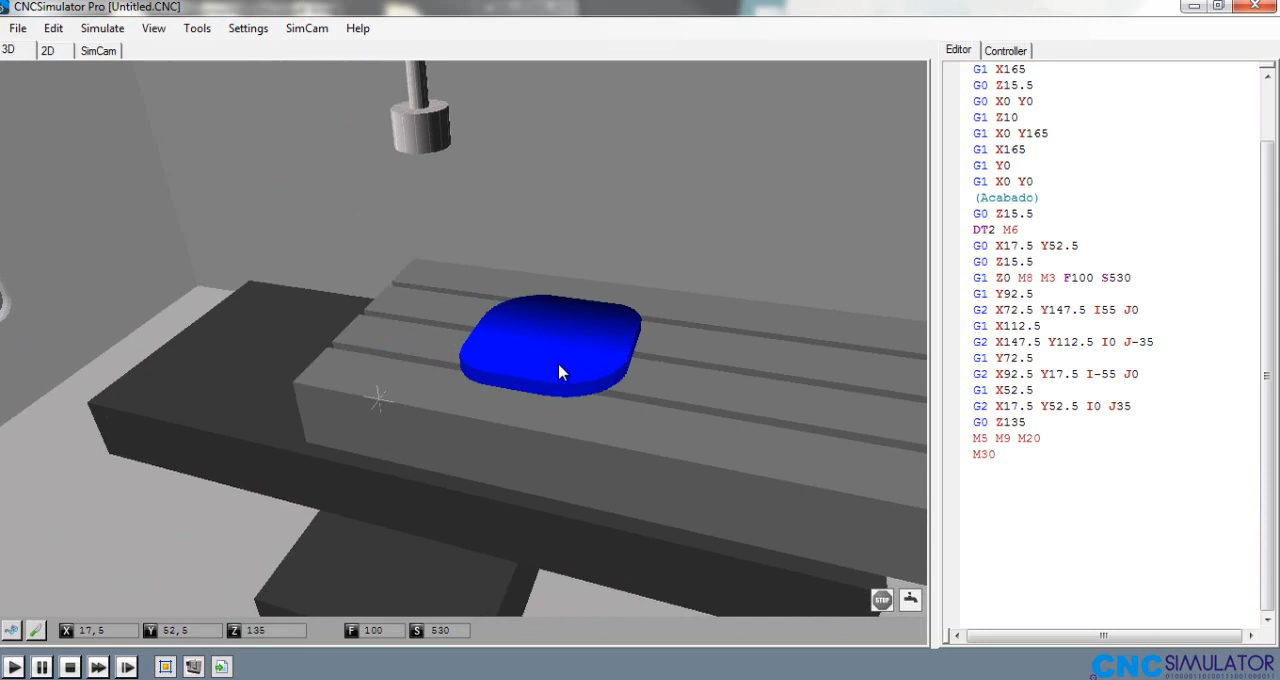 CNCSimulator Pro [Untitled.CNC]
File Edit Simulate View Tools Settings SimCam Help
3D 2D SimCam
Editor Controller
G1 X165
G0 Z15.5
G0 X0 Y0
G1 Z10
G1 X0 Y165
G1 X165
G1 Y0
G1 X0 Y0
(Acabado)
G0 Z15.5
DT2 M6
G0 X17.5 Y52.5
G0 Z15.5
G1 Z0 M8 M3 F100 S530
G1 Y92.5
G2 X72.5 Y147.5 I55 J0
G1 X112.5
G2 X147.5 Y112.5 I0 J-35
G1 Y72.5
G2 X92.5 Y17.5 I-55 J0
G1 X52.5
G2 X17.5 Y52.5 I0 J35
G0 Z135
M5 M9 M20
M30
STOP
X 17,5 Y 52,5 Z 135 F 100 S 530
CNCSIMULATOR